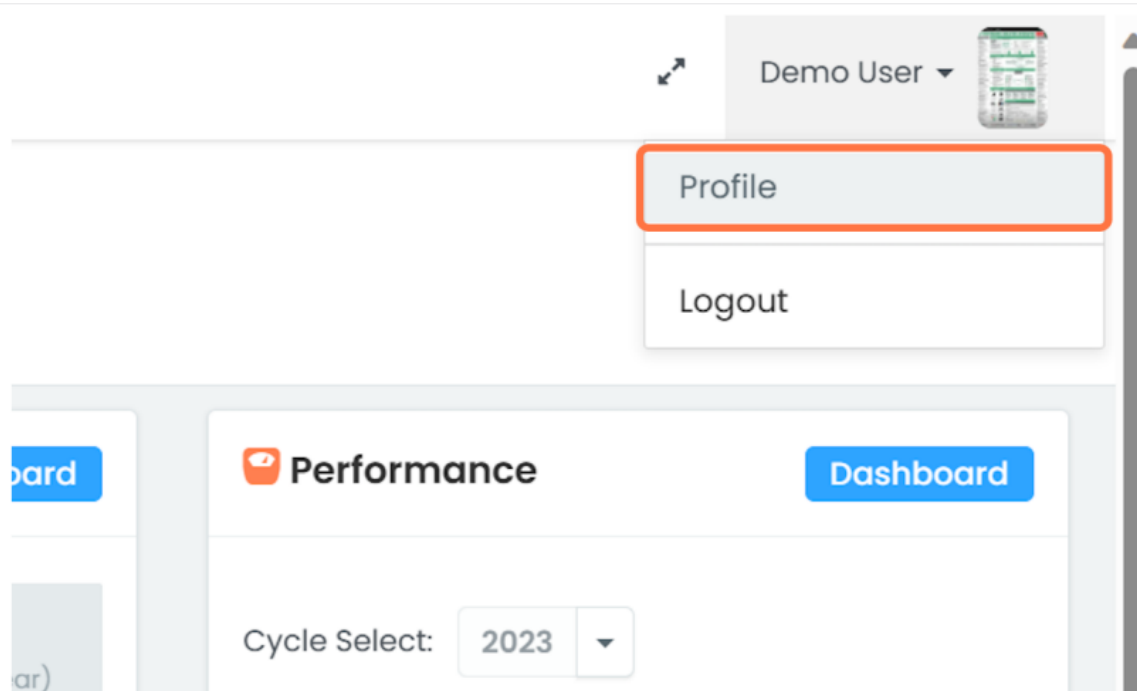 Demo User
Profile
Logout
Performance
Dashboard
Cycle Select:
2023